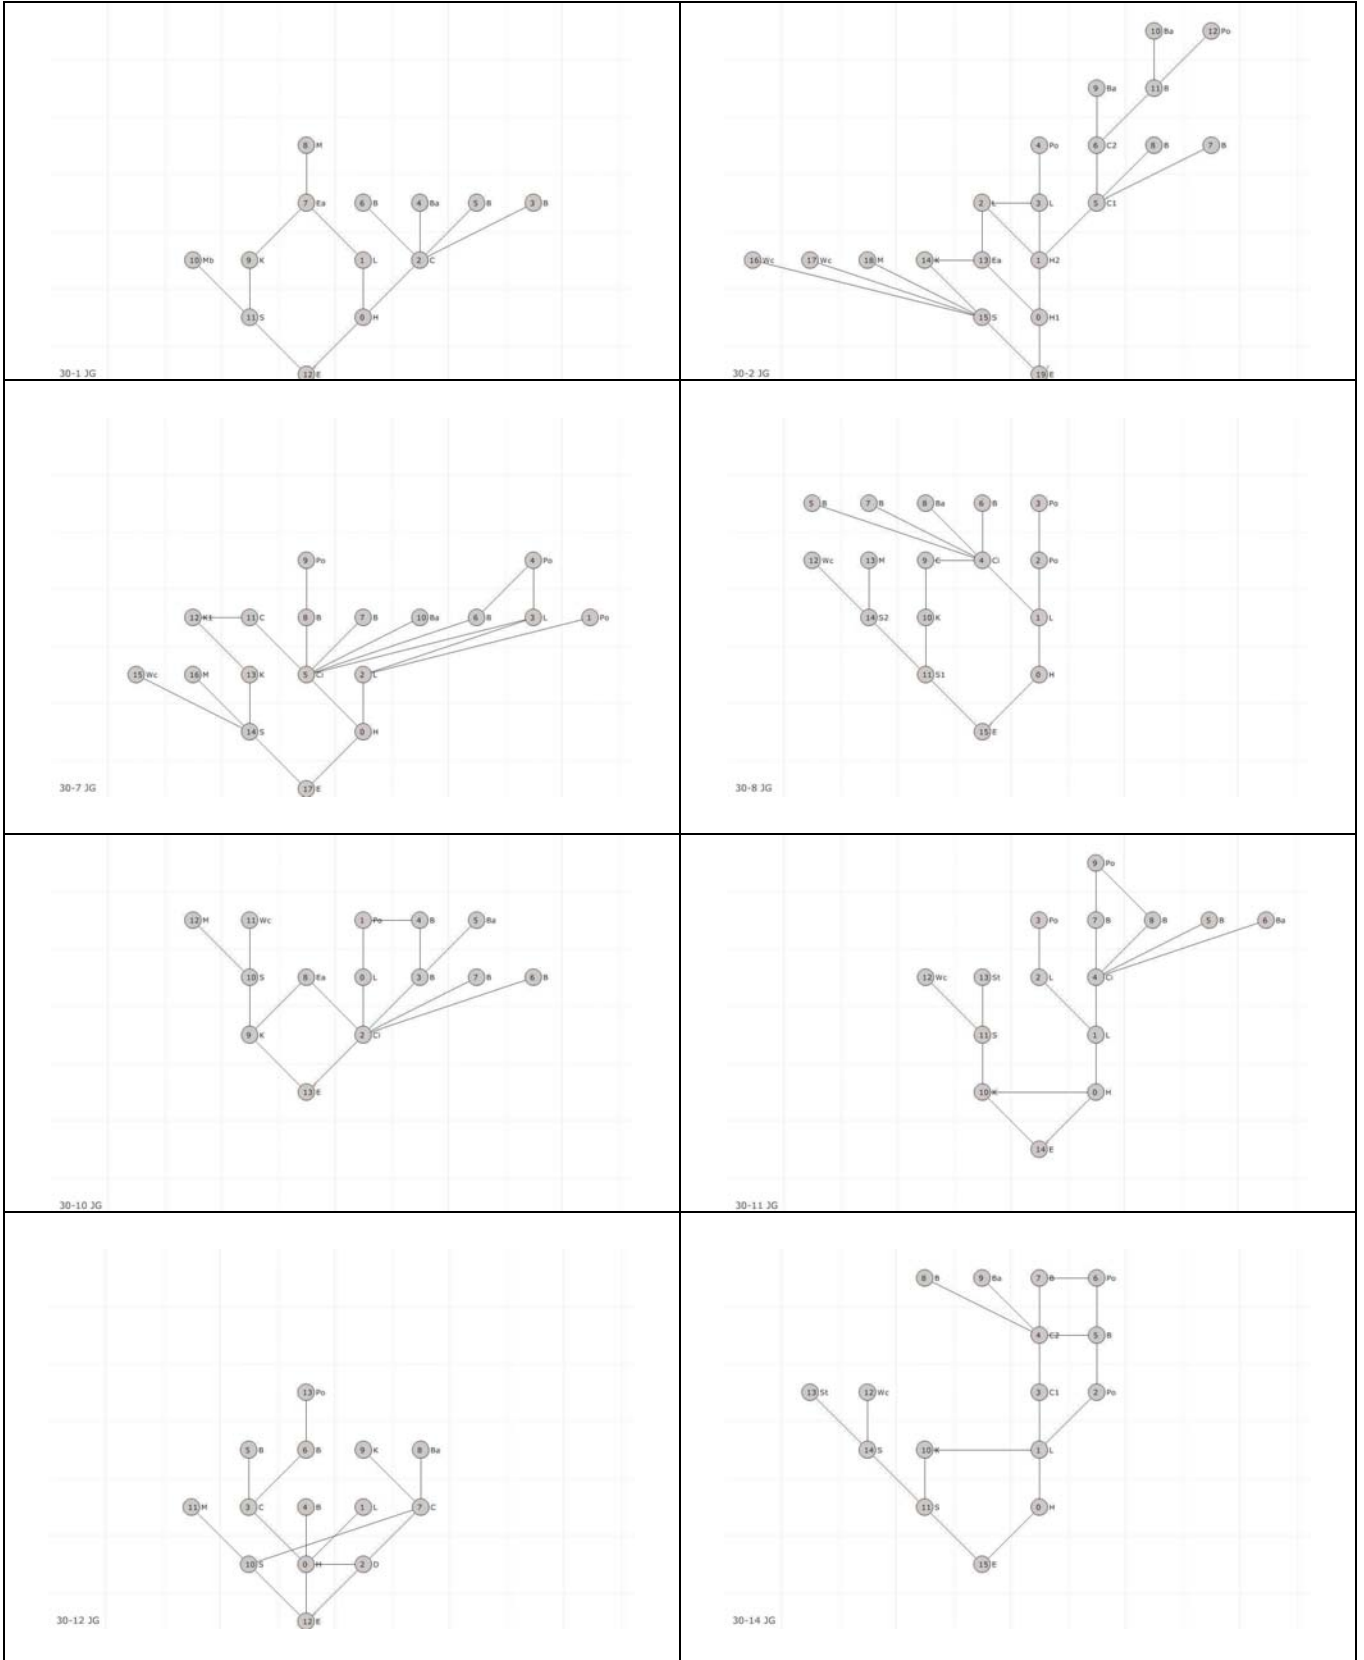 8 M
7 Ea 6 B 4 Ba 5 B 3 B
10 Mb 9 K 1 L 2 C
11 S 0 H
12 E
30-1 JG
10 Ba 12 Po
9 Ba 11 B
4 Po 6 C2 8 B 7 B
2 L 3 L 5 C1
16 Wc 17 Wc 18 M 14 K 13 Ea 1 H2
15 S 0 H1
19 E
30-2 JG
9 Po 4 Po
12 K1 11 C 8 B 7 B 10 Ba 6 B 3 L 1 Po
15 Wc 16 M 13 K 5 Ci 2 L
14 S 0 H
17 E
30-7 JG
5 B 7 B 8 Ba 6 B 3 Po
12 Wc 13 M 9 C 4 Ci 2 Po
14 S2 10 K 1 L
11 S1 0 H
15 E
30-8 JG
12 M 11 Wc 1 Po 4 B 5 Ba
10 S 8 Ea 0 L 3 B 7 B 6 B
9 K 2 Ci
13 E
30-10 JG
9 Po
3 Po 7 B 8 B 5 B 6 Ba
12 Wc 13 St 2 L 4 Ci
11 S 1 L
10 K 0 H
14 E
30-11 JG
13 Po
5 B 6 B 9 K 8 Ba
11 M 3 C 4 B 1 L 7 C
10 S 0 H 2 D
12 E
30-12 JG
8 B 9 Ba 7 B 6 Po
4 C2 5 B
13 St 12 Wc 3 C1 2 Po
14 S 10 K 1 L
11 S 0 H
15 E
30-14 JG